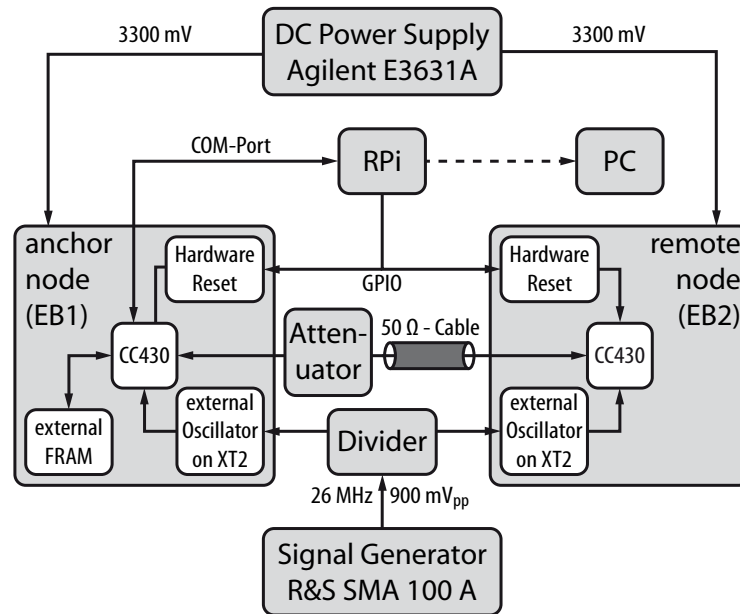 3300 mV
DC Power Supply
Agilent E3631A
3300 mV
COM-Port
RPi
PC
anchor
node
(EB1)
Hardware
Reset
GPIO
Hardware
Reset
remote
node
(EB2)
CC430
Atten-
uator
50 Ω - Cable
CC430
external
FRAM
external
Oscillator
on XT2
Divider
external
Oscillator
on XT2
26 MHz
900 mVpp
Signal Generator
R&S SMA 100 A